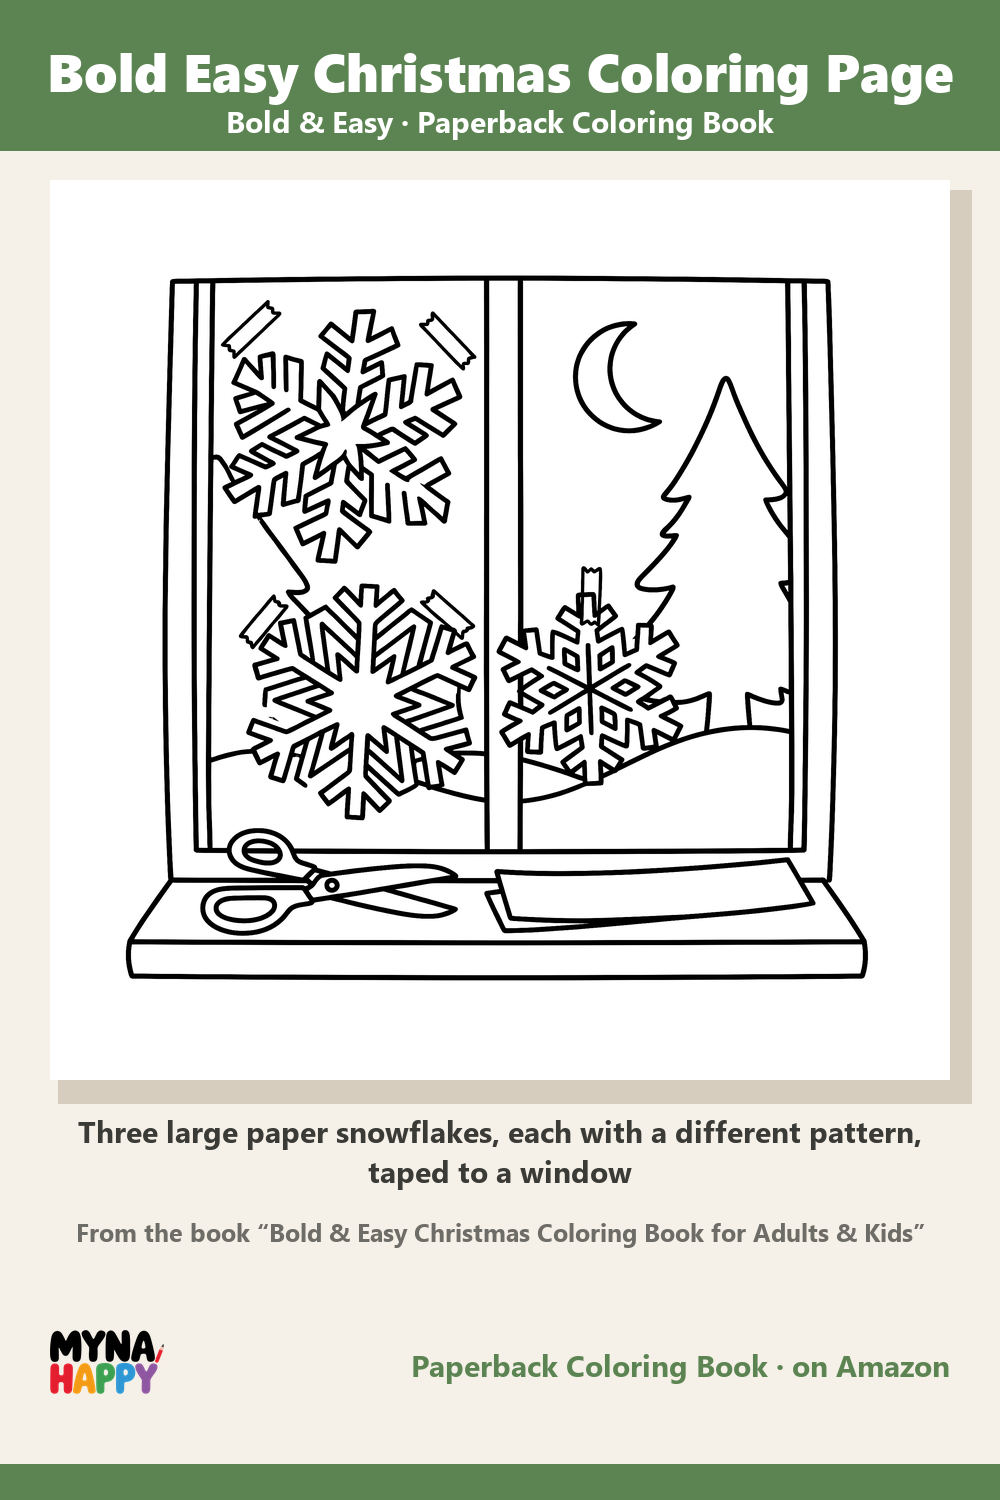 Bold Easy Christmas Coloring Page
Bold & Easy · Paperback Coloring Book
Three large paper snowflakes, each with a different pattern,
taped to a window
From the book “Bold & Easy Christmas Coloring Book for Adults & Kids”
MYNA
HAPPY
Paperback Coloring Book · on Amazon